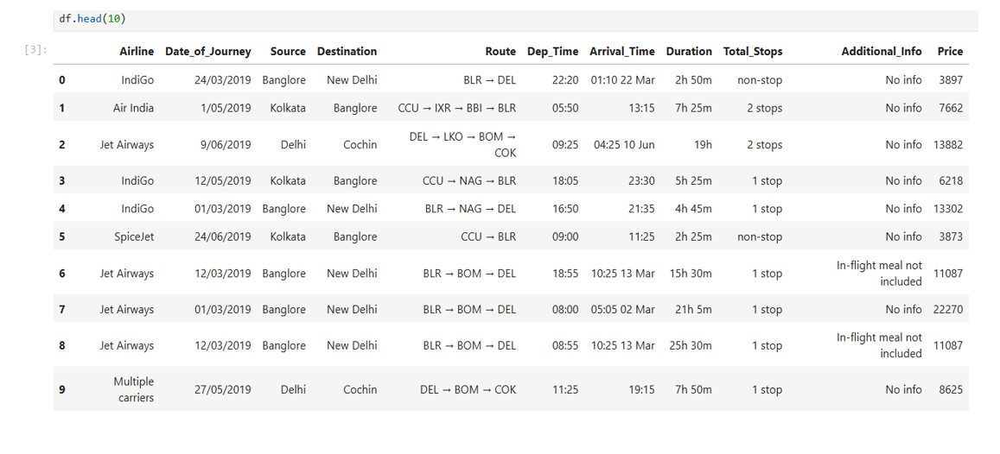 df.head(10)
[3]:
Airline Date_of_Journey Source Destination Route Dep_Time Arrival_Time Duration Total_Stops Additional_Info Price
0 IndiGo 24/03/2019 Banglore New Delhi BLR → DEL 22:20 01:10 22 Mar 2h 50m non-stop No info 3897
1 Air India 1/05/2019 Kolkata Banglore CCU → IXR → BBI → BLR 05:50 13:15 7h 25m 2 stops No info 7662
2 Jet Airways 9/06/2019 Delhi Cochin DEL → LKO → BOM → COK 09:25 04:25 10 Jun 19h 2 stops No info 13882
3 IndiGo 12/05/2019 Kolkata Banglore CCU → NAG → BLR 18:05 23:30 5h 25m 1 stop No info 6218
4 IndiGo 01/03/2019 Banglore New Delhi BLR → NAG → DEL 16:50 21:35 4h 45m 1 stop No info 13302
5 SpiceJet 24/06/2019 Kolkata Banglore CCU → BLR 09:00 11:25 2h 25m non-stop No info 3873
6 Jet Airways 12/03/2019 Banglore New Delhi BLR → BOM → DEL 18:55 10:25 13 Mar 15h 30m 1 stop In-flight meal not included 11087
7 Jet Airways 01/03/2019 Banglore New Delhi BLR → BOM → DEL 08:00 05:05 02 Mar 21h 5m 1 stop No info 22270
8 Jet Airways 12/03/2019 Banglore New Delhi BLR → BOM → DEL 08:55 10:25 13 Mar 25h 30m 1 stop In-flight meal not included 11087
9 Multiple carriers 27/05/2019 Delhi Cochin DEL → BOM → COK 11:25 19:15 7h 50m 1 stop No info 8625